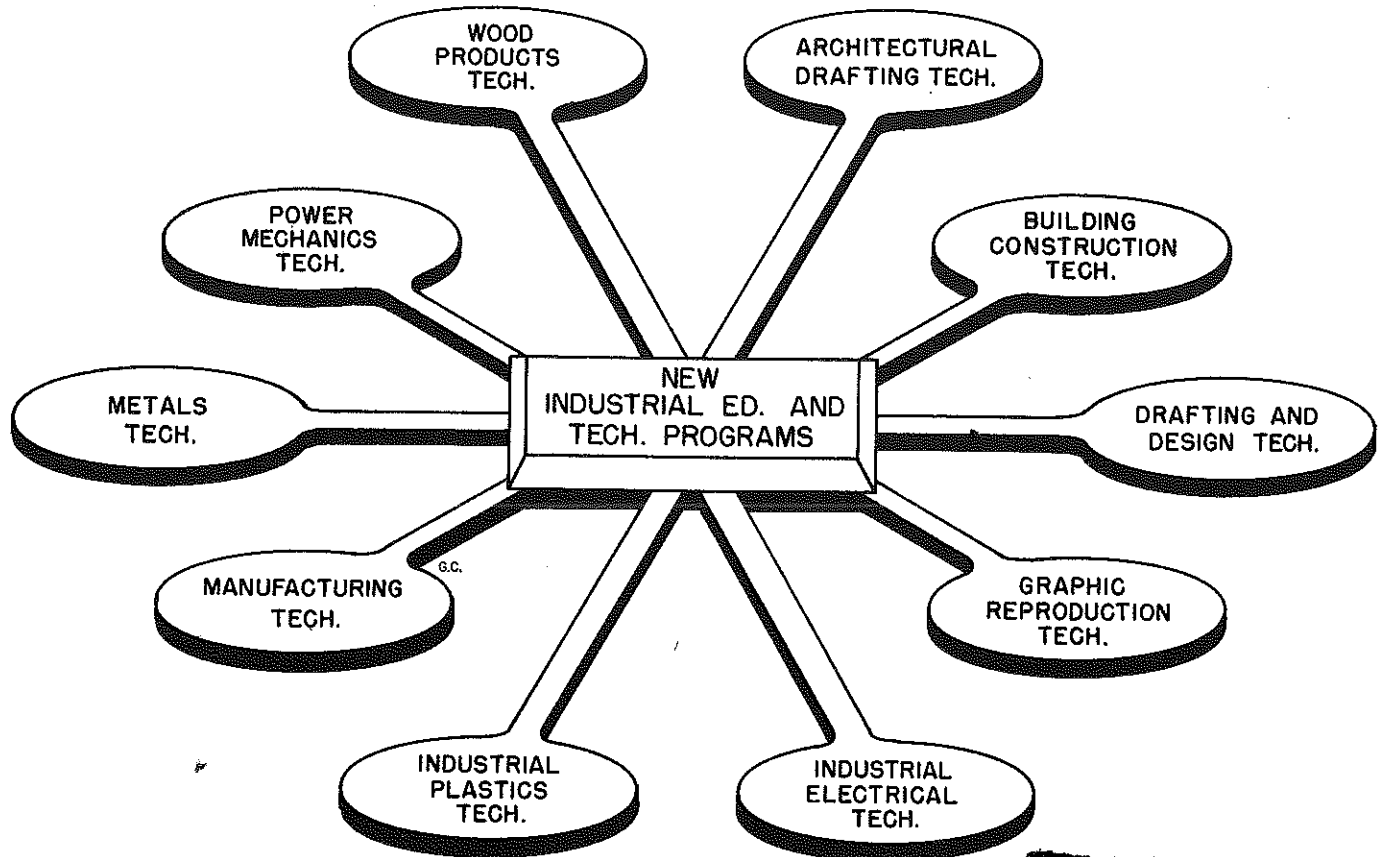 WOOD
PRODUCTS
TECH.
ARCHITECTURAL
DRAFTING TECH.
POWER
MECHANICS
TECH.
BUILDING
CONSTRUCTION
TECH.
NEW
INDUSTRIAL ED. AND
TECH. PROGRAMS
METALS
TECH.
DRAFTING AND
DESIGN TECH.
MANUFACTURING
TECH.
G.C.
GRAPHIC
REPRODUCTION
TECH.
INDUSTRIAL
PLASTICS
TECH.
INDUSTRIAL
ELECTRICAL
TECH.